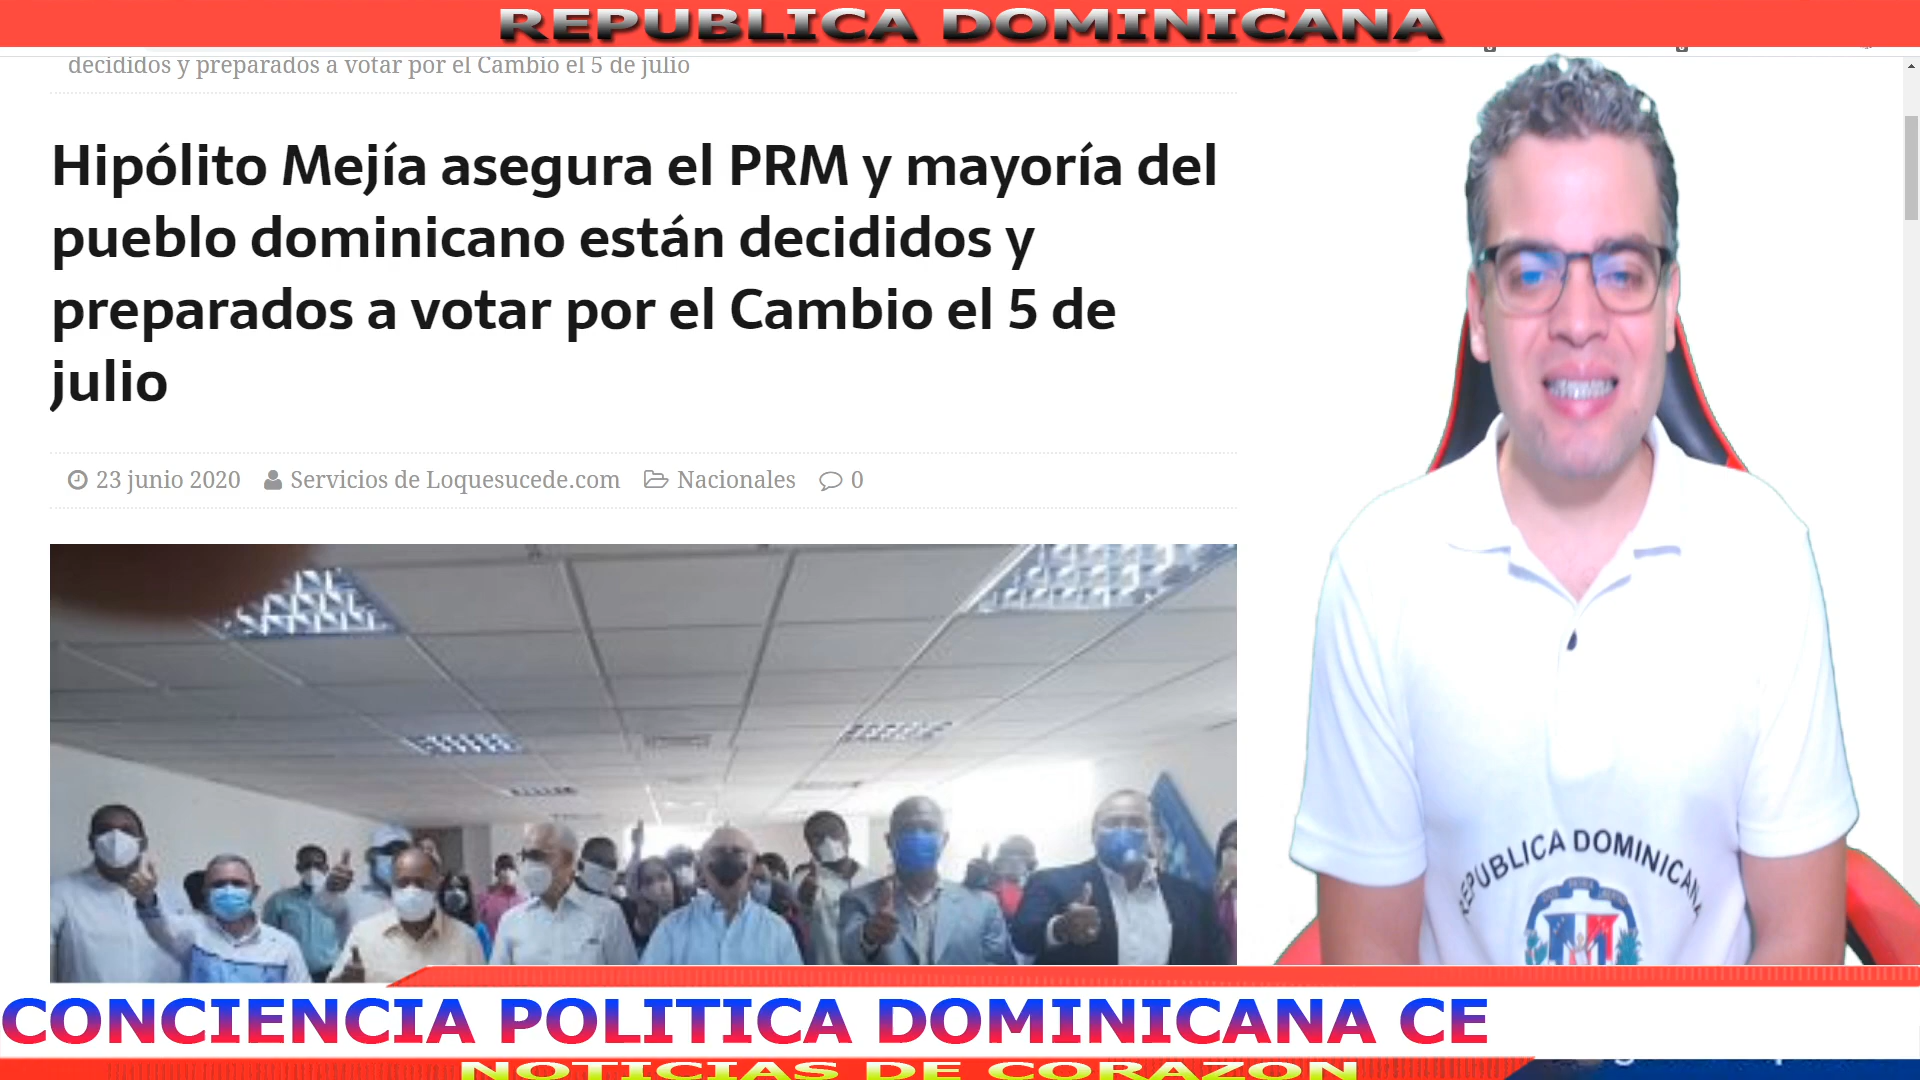 REPUBLICA DOMINICANA
decididos y preparados a votar por el Cambio el 5 de julio
Hipólito Mejía asegura el PRM y mayoría del
pueblo dominicano están decididos y
preparados a votar por el Cambio el 5 de
julio
23 junio 2020 Servicios de Loquesucede.com Nacionales 0
REPUBLICA DOMINICANA
CONCIENCIA POLITICA DOMINICANA CE
NOTICIAS DE CORAZON